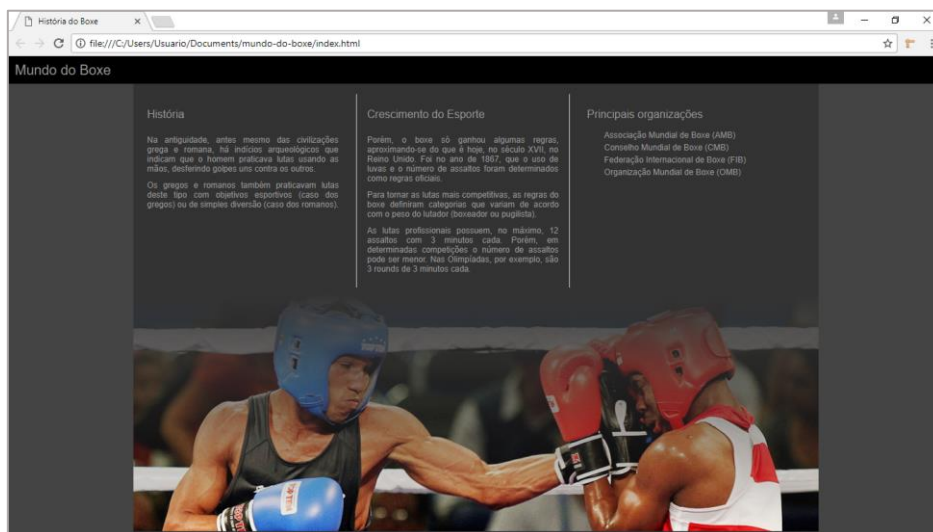 História do Boxe
file:///C:/Users/Usuario/Documents/mundo-do-boxe/index.html
Mundo do Boxe
História
Na antiguidade, antes mesmo das civilizações
grega e romana, há indícios arqueológicos que
indicam que o homem praticava lutas usando as
mãos, desferindo golpes uns contra os outros.
Os gregos e romanos também praticavam lutas
deste tipo com objetivos esportivos (caso dos
gregos) ou de simples diversão (caso dos romanos).
Crescimento do Esporte
Porém, o boxe só ganhou algumas regras,
aproximando-se do que é hoje, no século XVII, no
Reino Unido. Foi no ano de 1867, que o uso de
luvas e o número de assaltos foram determinados
como regras oficiais.
Para tornar as lutas mais competitivas, as regras do
boxe definiram categorias que variam de acordo
com o peso do lutador (boxeador ou pugilista).
As lutas profissionais possuem, no máximo, 12
assaltos com 3 minutos cada. Porém, em
determinadas competições o número de assaltos
pode ser menor. Nas Olimpíadas, por exemplo, são
3 rounds de 3 minutos cada.
Principais organizações
Associação Mundial de Boxe (AMB)
Conselho Mundial de Boxe (CMB)
Federação Internacional de Boxe (FIB)
Organização Mundial de Boxe (OMB)